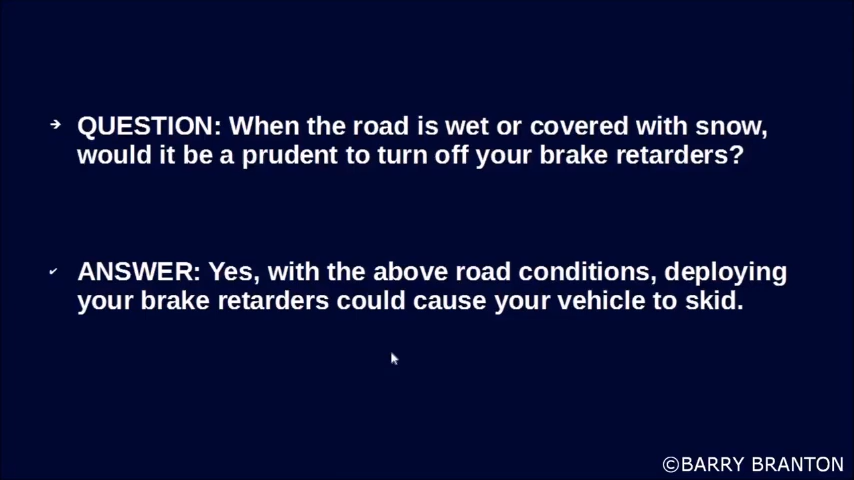 QUESTION: When the road is wet or covered with snow,
would it be a prudent to turn off your brake retarders?
ANSWER: Yes, with the above road conditions, deploying
your brake retarders could cause your vehicle to skid.
©BARRY BRANTON